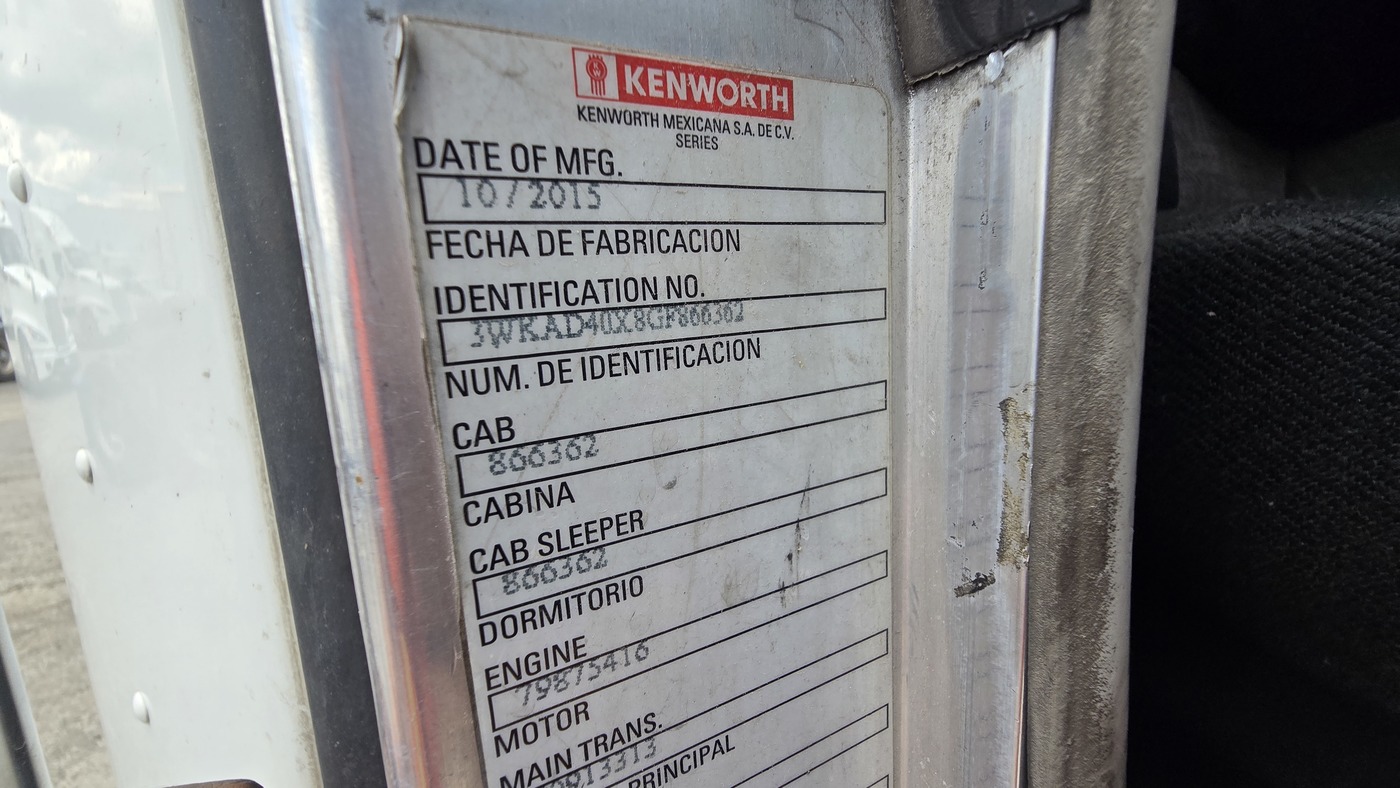 KENWORTH
KENWORTH MEXICANA S.A. DE C.V.
SERIES
DATE OF MFG.
10/2015
FECHA DE FABRICACION
IDENTIFICATION NO.
3WKAD40X8GF866362
NUM. DE IDENTIFICACION
CAB
866362
CABINA
CAB SLEEPER
866362
DORMITORIO
ENGINE
79875416
MOTOR
MAIN TRANS.
PRINCIPAL